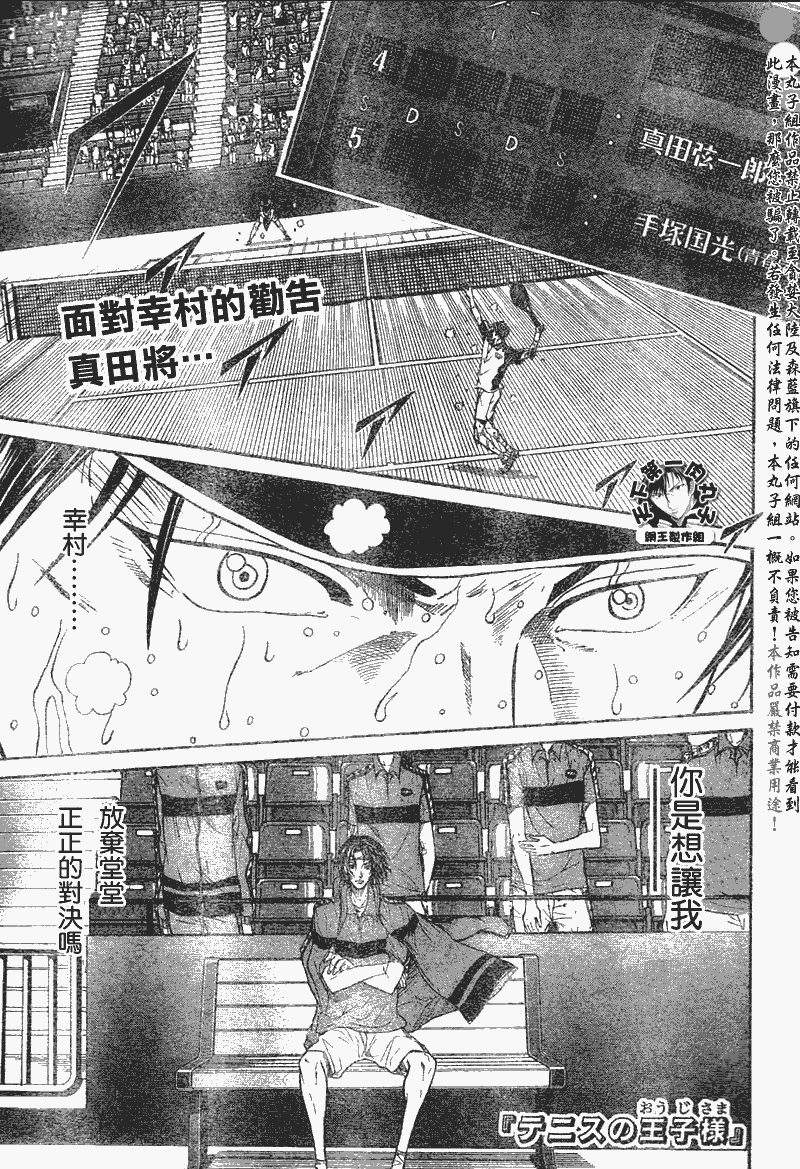 4
S D S D S
5
真田弦一郎
手塚国光(青春
面對幸村的勸告
真田將…
幸村………
你是想讓我
放棄堂堂
正正的對決嗎
網王製作組
おうじさま
『テニスの王子様』
本丸子組作品禁止轉載至倉安大陸及森藍旗下的任何網站。如果您被告知需要付款才能看到
此漫畫，那麼您被騙了。若發生任何法律問題，本丸子組一概不負責！本作品嚴禁商業用途！